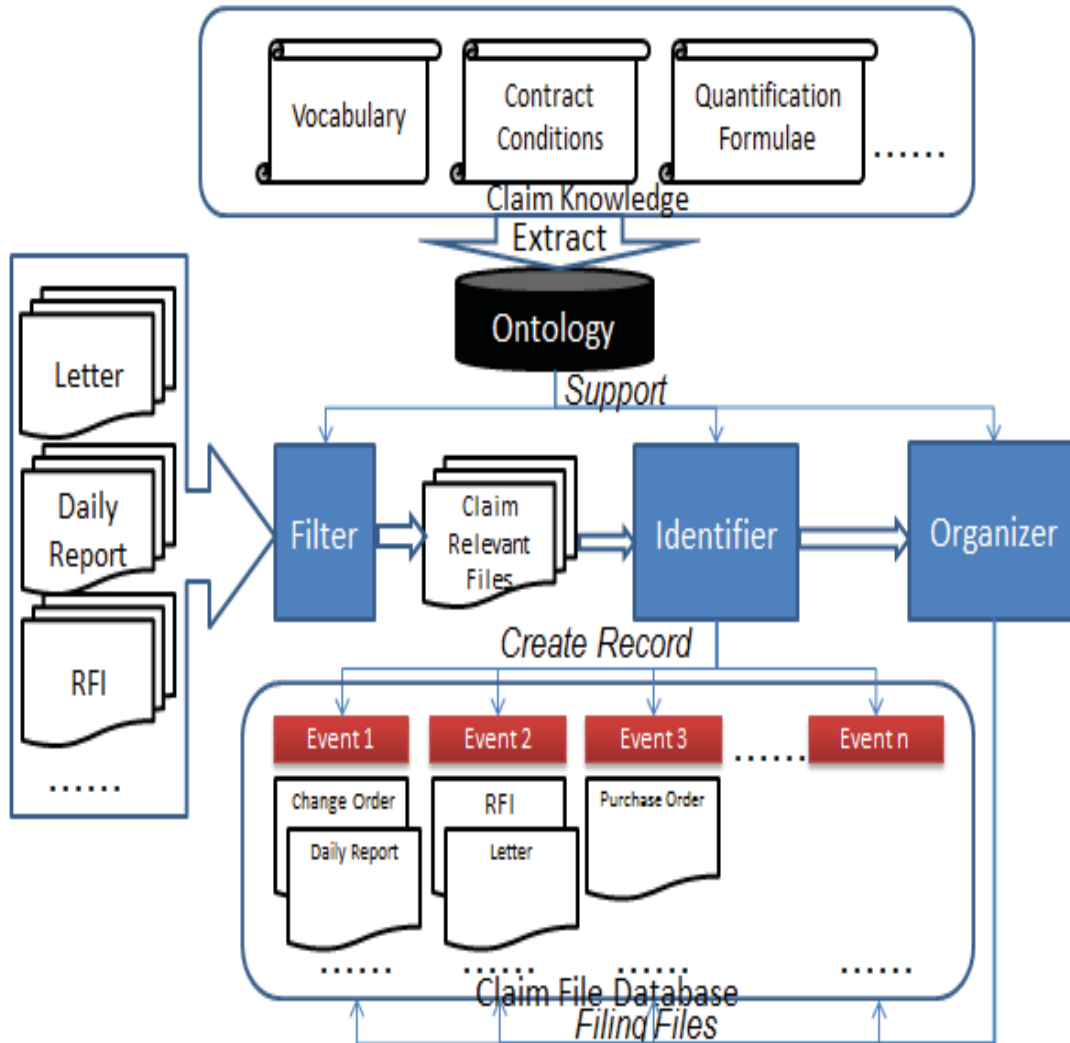 Vocabulary
Contract
Conditions
Quantification
Formulae
......
Claim Knowledge
Extract
Ontology
Support
Letter
Daily
Report
RFI
......
Filter
Claim
Relevant
Files
Identifier
Organizer
Create Record
Event 1
Event 2
Event 3
......
Event n
Change Order
Daily Report
RFI
Letter
Purchase Order
......
......
......
......
Claim File Database
Filing Files